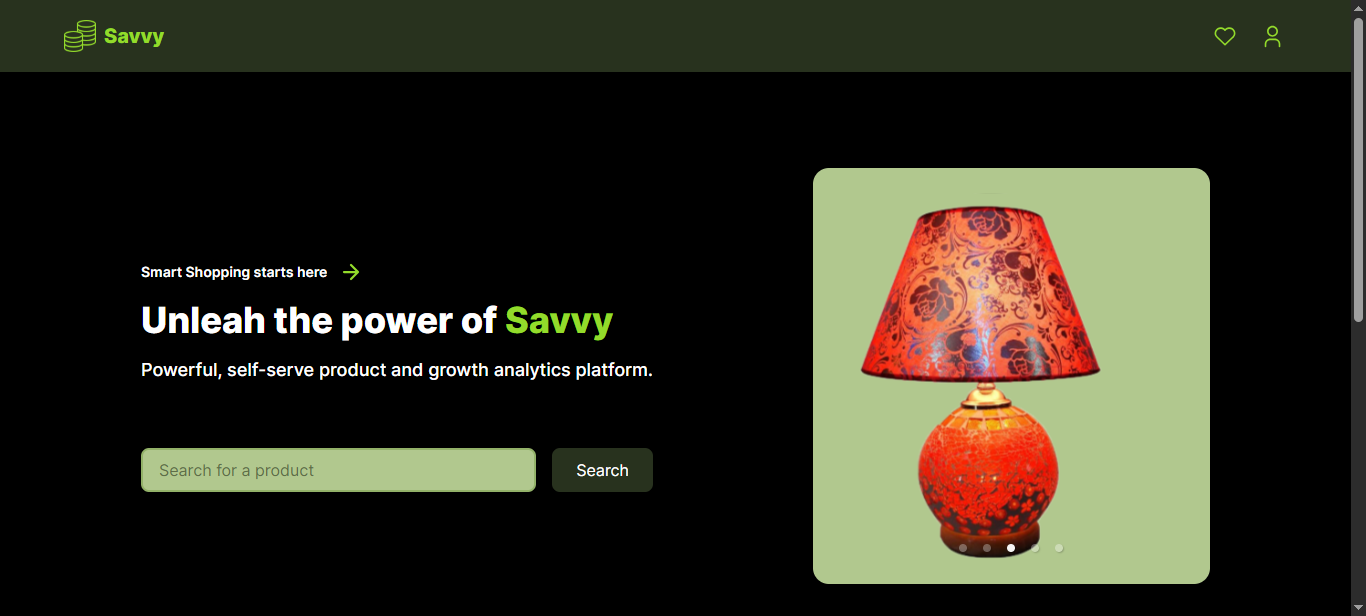 Savvy
Smart Shopping starts here
Unleah the power of Savvy
Powerful, self-serve product and growth analytics platform.
Search for a product
Search